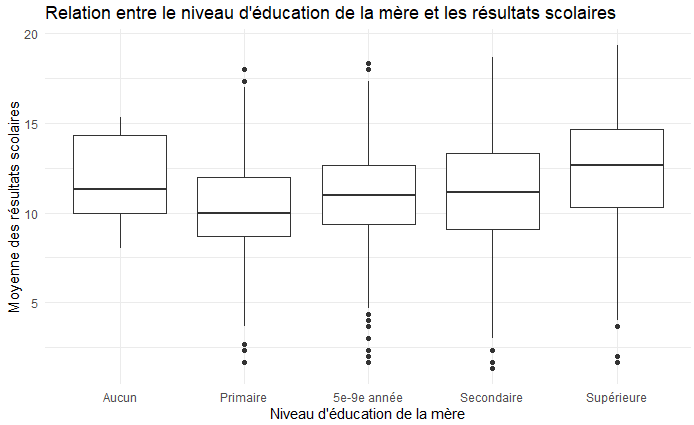 Relation entre le niveau d'éducation de la mère et les résultats scolaires
Moyenne des résultats scolaires
20
15
10
5
Aucun
Primaire
5e-9e année
Secondaire
Supérieure
Niveau d'éducation de la mère